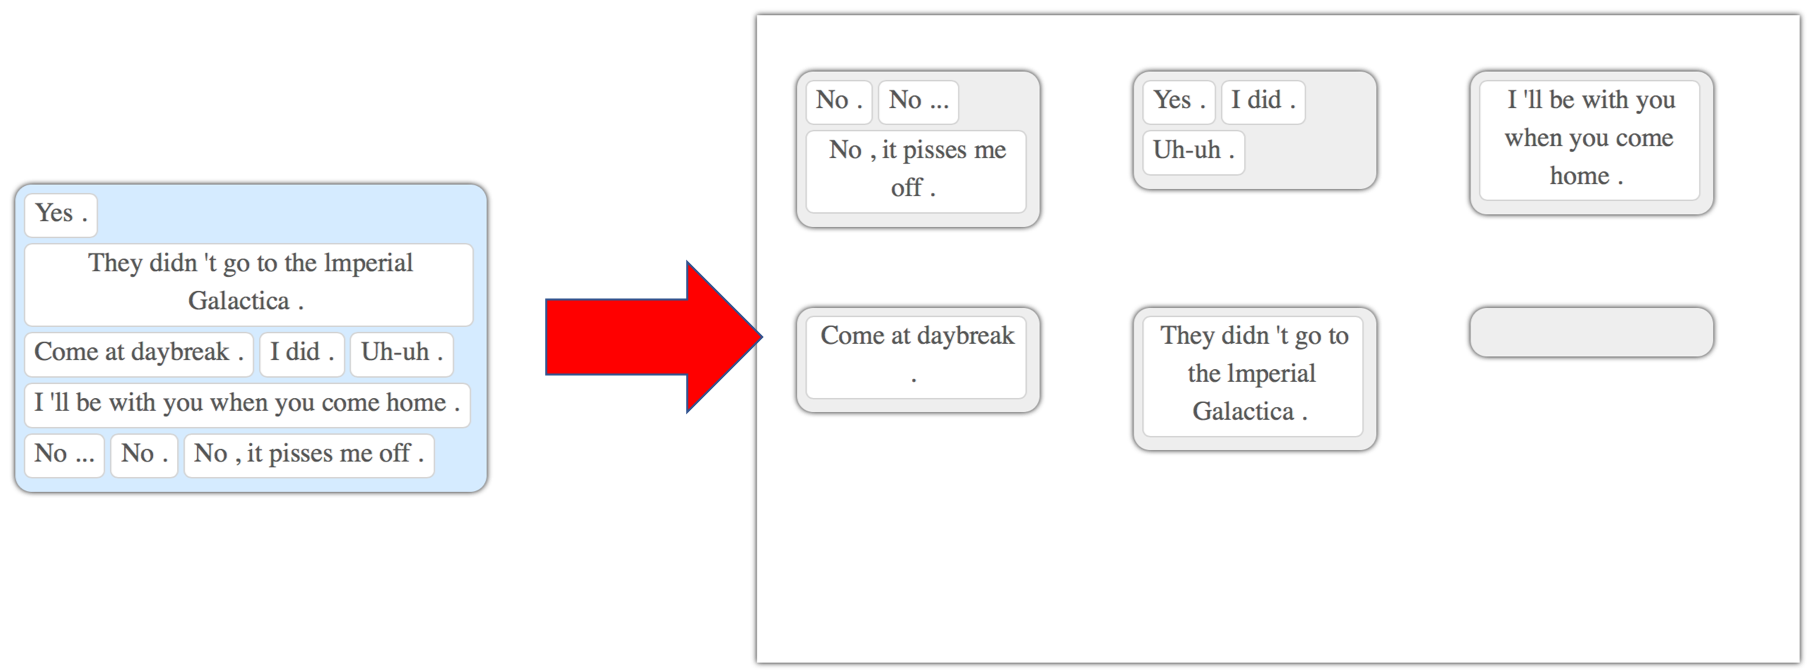 Yes .
They didn 't go to the lmperial
Galactica .
Come at daybreak . I did . Uh-uh .
I 'll be with you when you come home .
No ... No . No , it pisses me off .
No . No ...
No , it pisses me
off .
Yes . I did .
Uh-uh .
I 'll be with you
when you come
home .
Come at daybreak
.
They didn 't go to
the lmperial
Galactica .